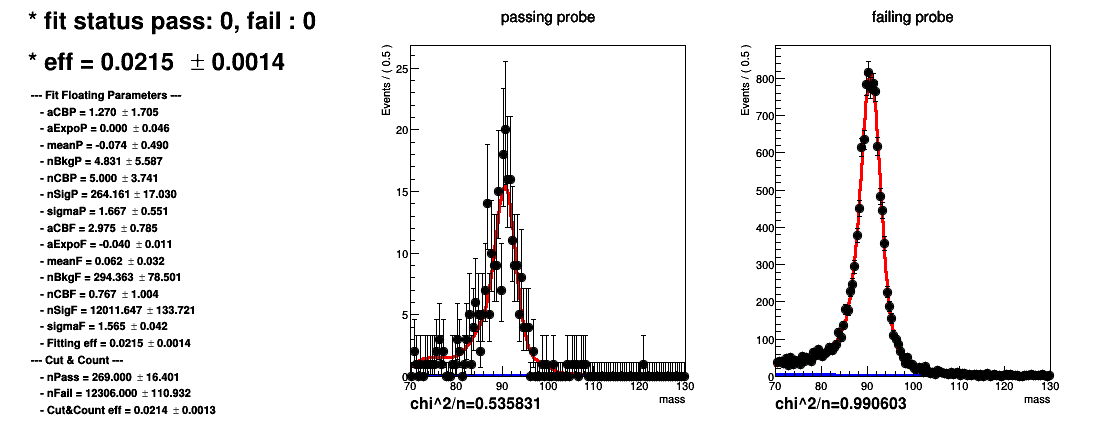 * fit status pass: 0, fail : 0
* eff = 0.0215 ± 0.0014
--- Fit Floating Parameters ---
- aCBP = 1.270 ± 1.705
- aExpoP = 0.000 ± 0.046
- meanP = -0.074 ± 0.490
- nBkgP = 4.831 ± 5.587
- nCBP = 5.000 ± 3.741
- nSigP = 264.161 ± 17.030
- sigmaP = 1.667 ± 0.551
- aCBF = 2.975 ± 0.785
- aExpoF = -0.040 ± 0.011
- meanF = 0.062 ± 0.032
- nBkgF = 294.363 ± 78.501
- nCBF = 0.767 ± 1.004
- nSigF = 12011.647 ± 133.721
- sigmaF = 1.565 ± 0.042
- Fitting eff = 0.0215 ± 0.0014
--- Cut & Count ---
- nPass = 269.000 ± 16.401
- nFail = 12306.000 ± 110.932
- Cut&Count eff = 0.0214 ± 0.0013
passing probe
Events / ( 0.5 )
25
20
15
10
5
0
70 80 90 100 110 120 130
mass
chi^2/n=0.535831
failing probe
Events / ( 0.5 )
800
700
600
500
400
300
200
100
0
70 80 90 100 110 120 130
mass
chi^2/n=0.990603